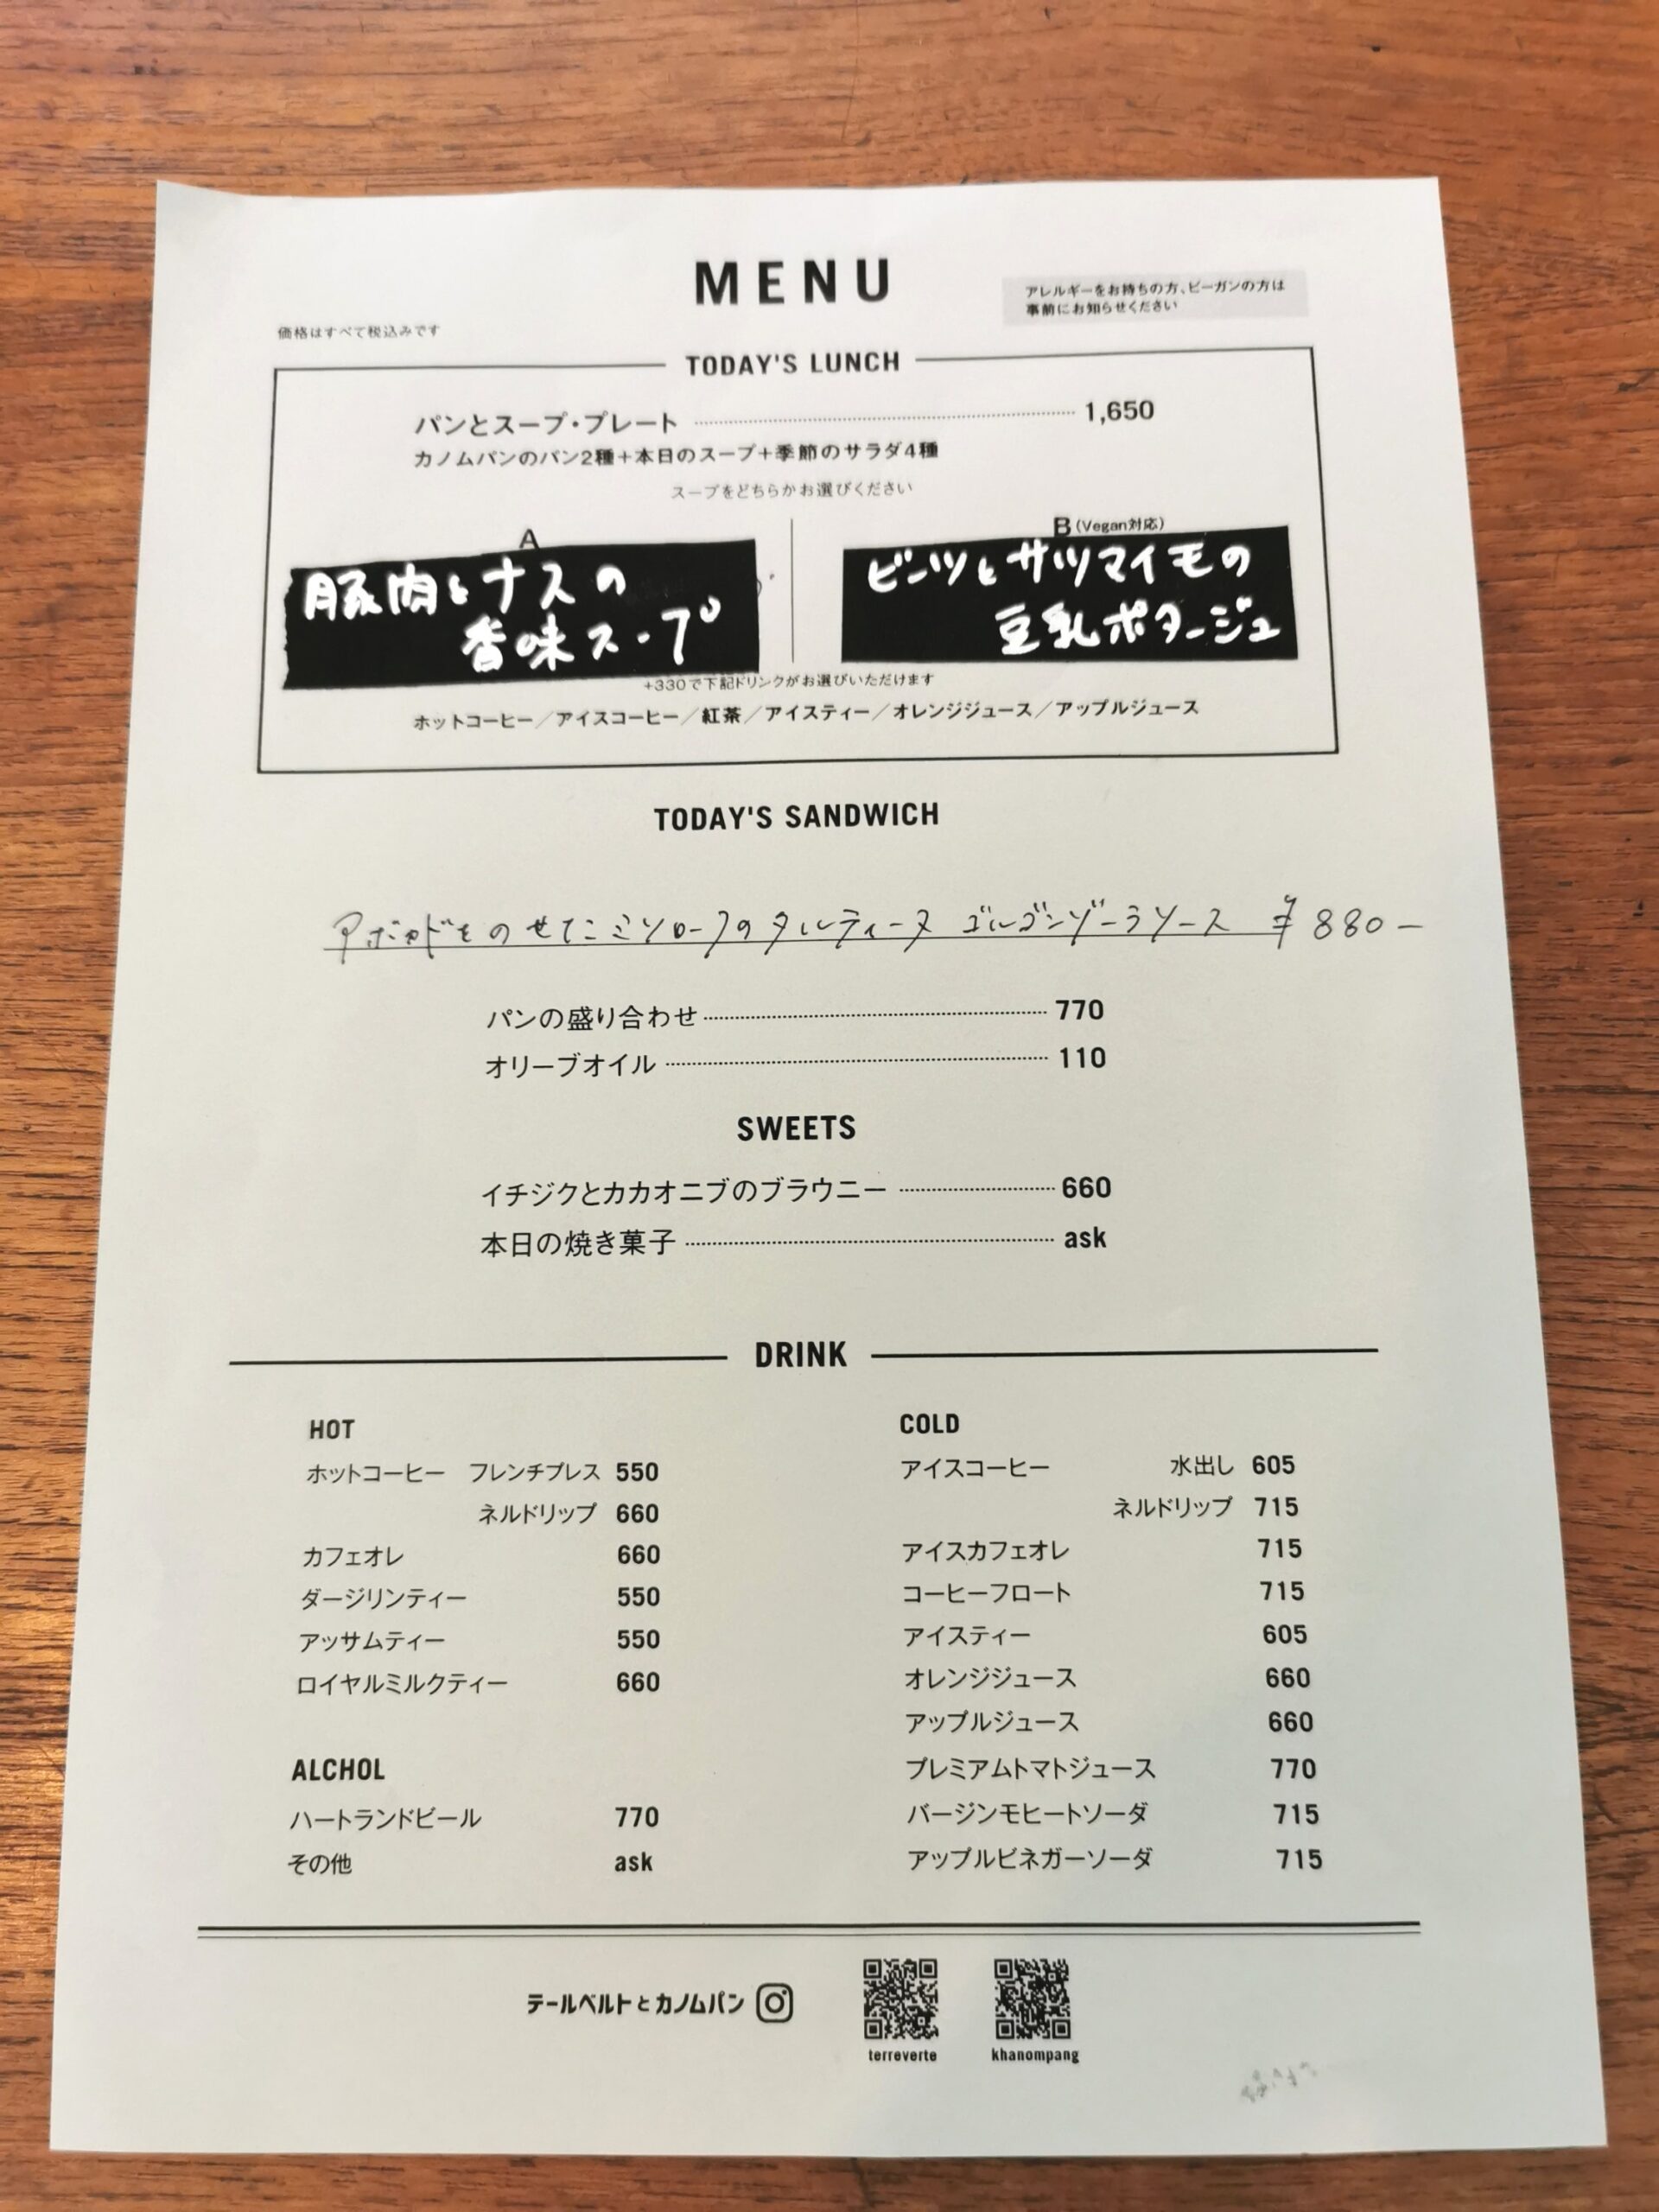 MENU
アレルギーをお持ちの方、ビーガンの方は
事前にお知らせください
価格はすべて税込みです
TODAY'S LUNCH
パンとスープ・プレート 1,650
カノムパンのパン2種+本日のスープ+季節のサラダ4種
スープをどちらかお選びください
A
豚肉とナスの
香味スープ
B (Vegan対応)
ビーツとサツマイモの
豆乳ポタージュ
+330で下記ドリンクがお選びいただけます
ホットコーヒー/アイスコーヒー/紅茶/アイスティー/オレンジジュース/アップルジュース
TODAY'S SANDWICH
アボカドをのせたミソローフのタルティーヌ ゴルゴンゾーラソース ¥880-
パンの盛り合わせ 770
オリーブオイル 110
SWEETS
イチジクとカカオニブのブラウニー 660
本日の焼き菓子 ask
DRINK
HOT
ホットコーヒー フレンチプレス 550
ネルドリップ 660
カフェオレ 660
ダージリンティー 550
アッサムティー 550
ロイヤルミルクティー 660
ALCHOL
ハートランドビール 770
その他 ask
COLD
アイスコーヒー 水出し 605
ネルドリップ 715
アイスカフェオレ 715
コーヒーフロート 715
アイスティー 605
オレンジジュース 660
アップルジュース 660
プレミアムトマトジュース 770
バージンモヒートソーダ 715
アップルビネガーソーダ 715
テールベルトとカノムパン
terreverte
khanompang